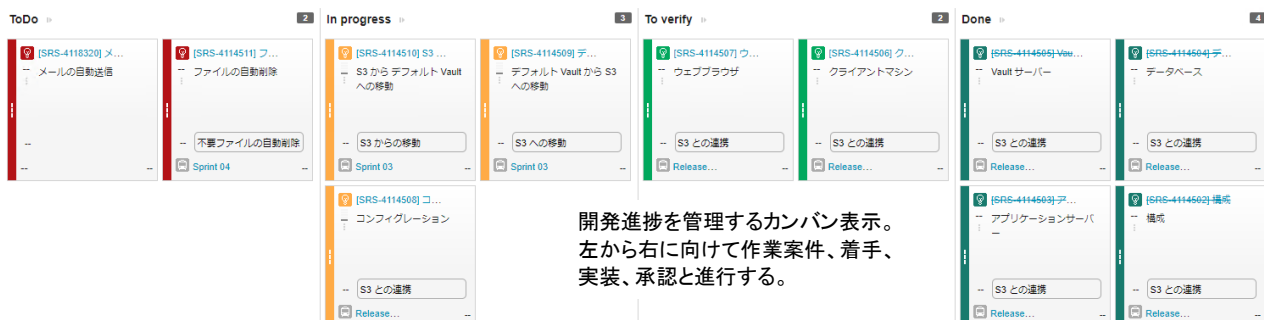 ToDo
2
In progress
3
To verify
2
Done
4
[SRS-4118320] メ...
--
メールの自動送信
--
--
--
[SRS-4114511] フ...
--
ファイルの自動削除
--
不要ファイルの自動削除
Sprint 04
--
[SRS-4114510] S3 ...
--
S3 から デフォルト Vault
への移動
--
S3 からの移動
Sprint 03
--
[SRS-4114509] デ...
--
デフォルト Vault から S3
への移動
--
S3 への移動
Sprint 03
--
[SRS-4114507] ウ...
--
ウェブブラウザ
--
S3 との連携
Release...
--
[SRS-4114506] ク...
--
クライアントマシン
--
S3 との連携
Release...
--
[SRS-4114505] Vau...
--
Vault サーバー
--
S3 との連携
Release...
--
[SRS-4114504] デ...
--
データベース
--
S3 との連携
Release...
--
[SRS-4114508] コ...
--
コンフィグレーション
--
S3 との連携
Release...
--
開発進捗を管理するカンバン表示。
左から右に向けて作業案件、着手、
実装、承認と進行する。
[SRS-4114503] ア...
--
アプリケーションサーバ
ー
--
S3 との連携
Release...
--
[SRS-4114502] 構成
--
構成
--
S3 との連携
Release...
--